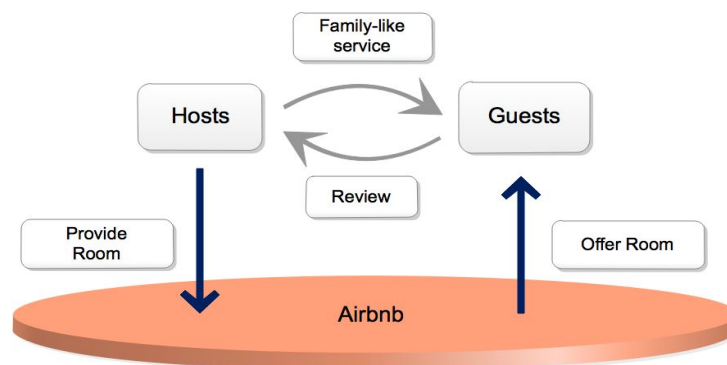 Family-like
service
Hosts
Guests
Review
Provide
Room
Offer Room
Airbnb